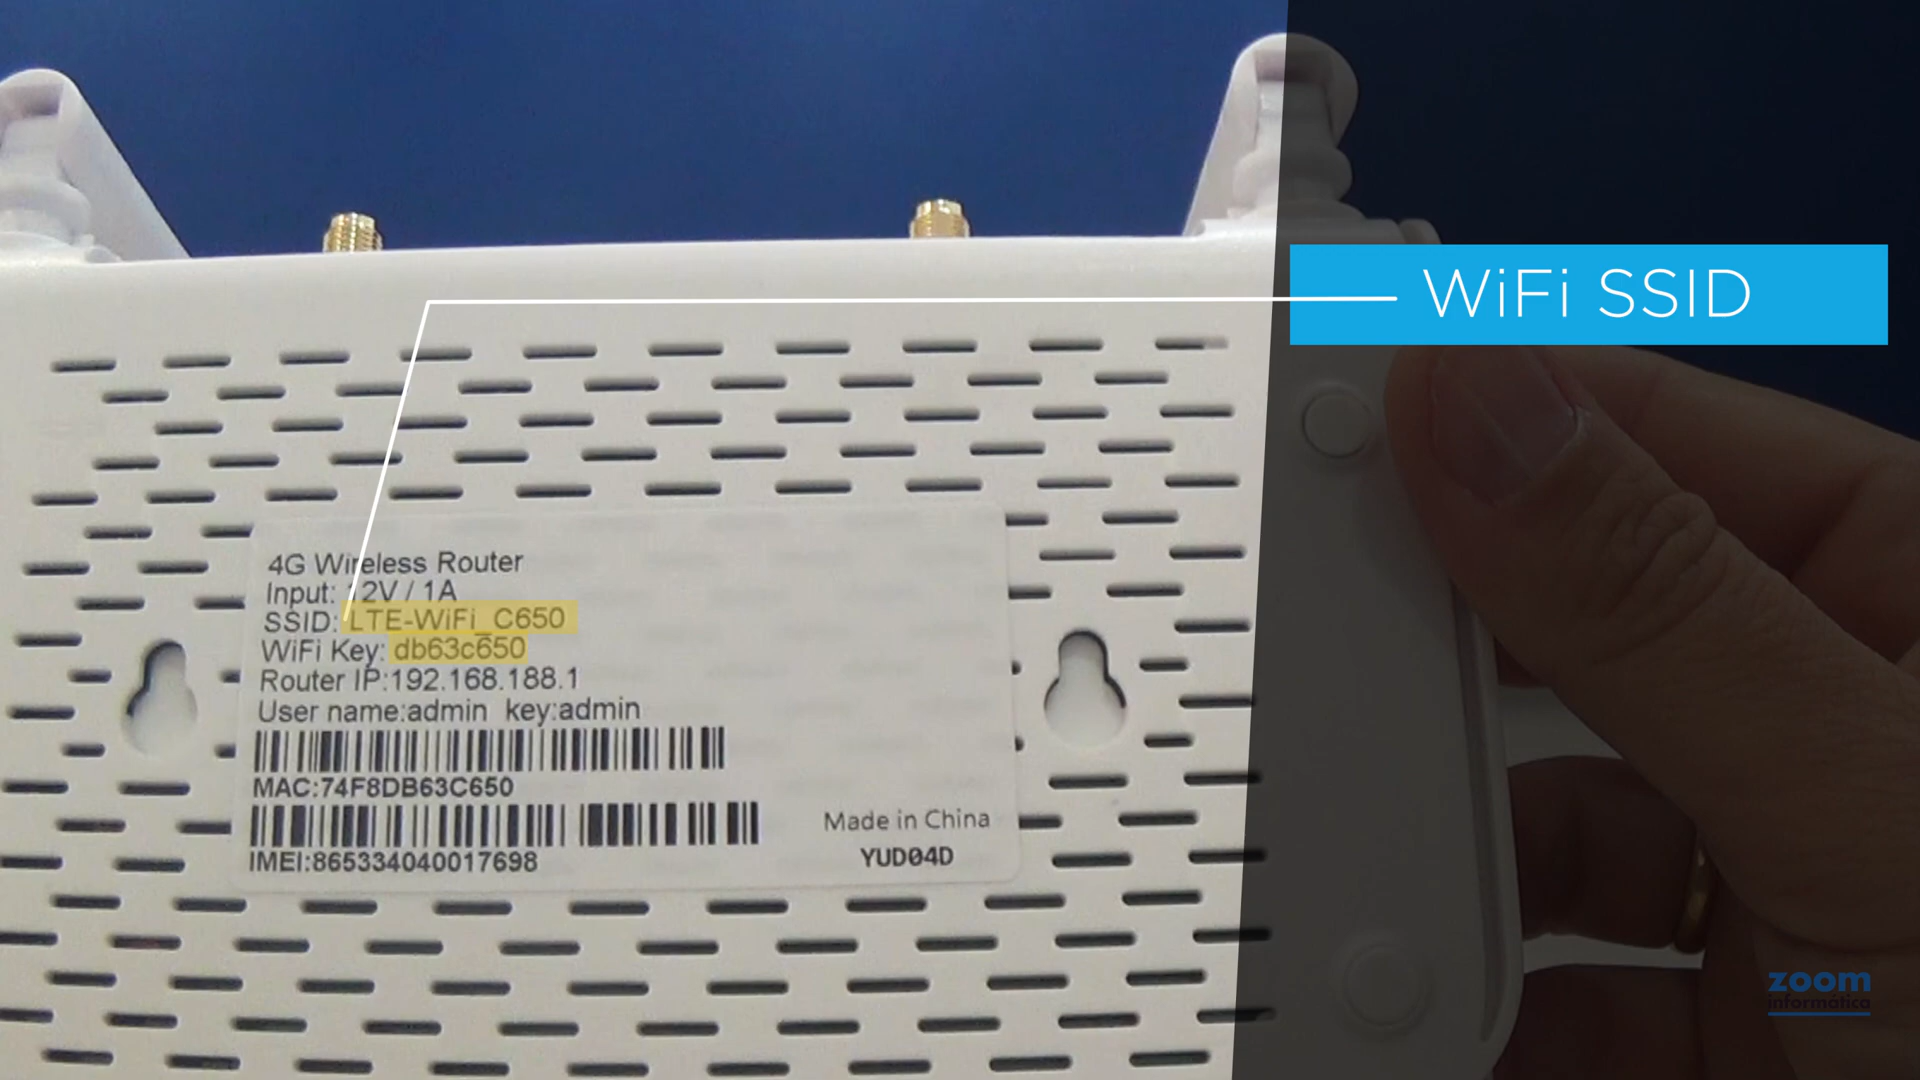 WiFi SSID
4G Wireless Router
Input: 12V / 1A
SSID: LTE-WiFi_C650
WiFi Key: db63c650
Router IP:192.168.188.1
User name:admin key:admin
MAC:74F8DB63C650
IMEI:865334040017698
Made in China
YUD04D
zoom
informática